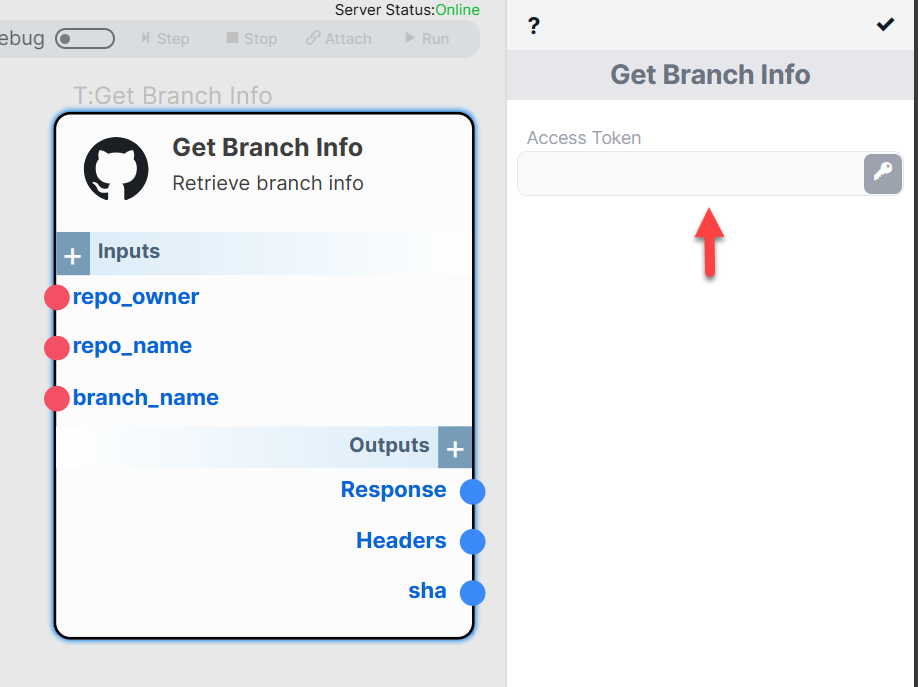 Server Status:Online
ebug Step Stop Attach Run
T:Get Branch Info
Get Branch Info
Retrieve branch info
+ Inputs
repo_owner
repo_name
branch_name
Outputs +
Response
Headers
sha
?
Get Branch Info
Access Token